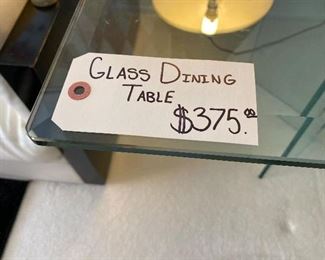 GLASS DINING
TABLE
$375.00